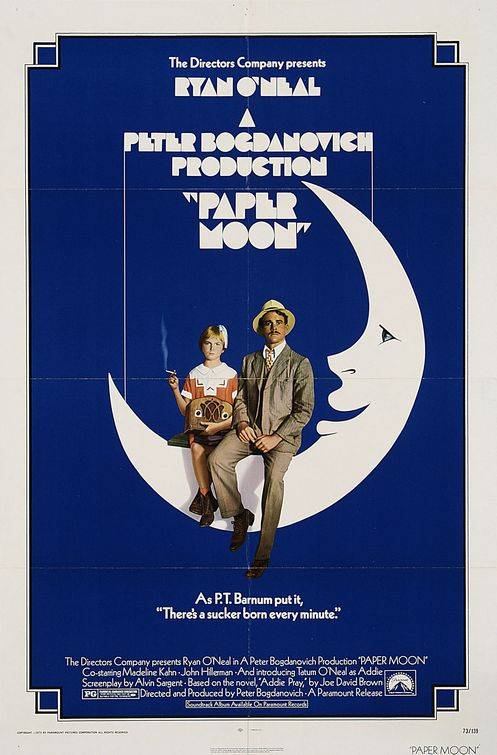 The Directors Company presents
RYAN O'NEAL
A
PETER BOGDANOVICH
PRODUCTION
"PAPER
MOON"
As P.T. Barnum put it,
"There's a sucker born every minute."
The Directors Company presents Ryan O'Neal in A Peter Bogdanovich Production "PAPER MOON"
Co-starring Madeline Kahn · John Hillerman · And introducing Tatum O'Neal as Addie
Screenplay by Alvin Sargent · Based on the novel, "Addie Pray," by Joe David Brown
PG Directed and Produced by Peter Bogdanovich · A Paramount Release
Soundtrack Album Available On Paramount Records
Paramount
73/138
"PAPER MOON"